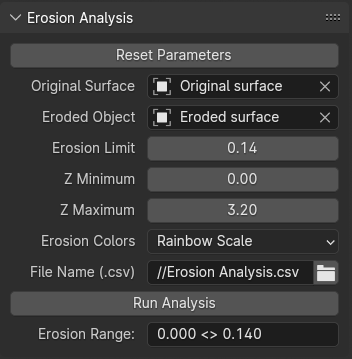 Erosion Analysis
Reset Parameters
Original Surface Original surface
Eroded Object Eroded surface
Erosion Limit 0.14
Z Minimum 0.00
Z Maximum 3.20
Erosion Colors Rainbow Scale
File Name (.csv) //Erosion Analysis.csv
Run Analysis
Erosion Range: 0.000 <> 0.140